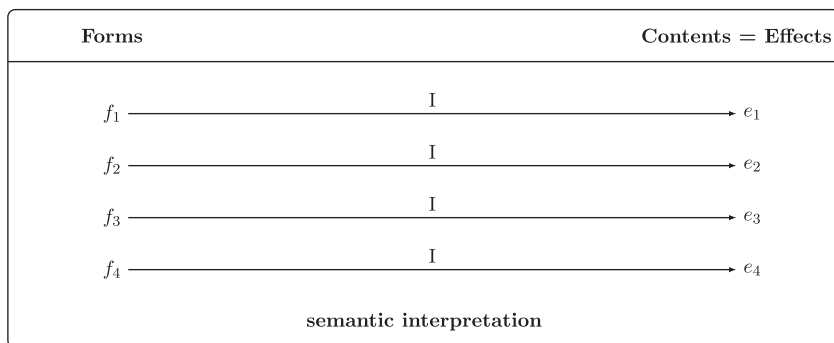 Forms Contents = Effects
I
f₁ e₁
I
f₂ e₂
I
f₃ e₃
I
f₄ e₄
semantic interpretation